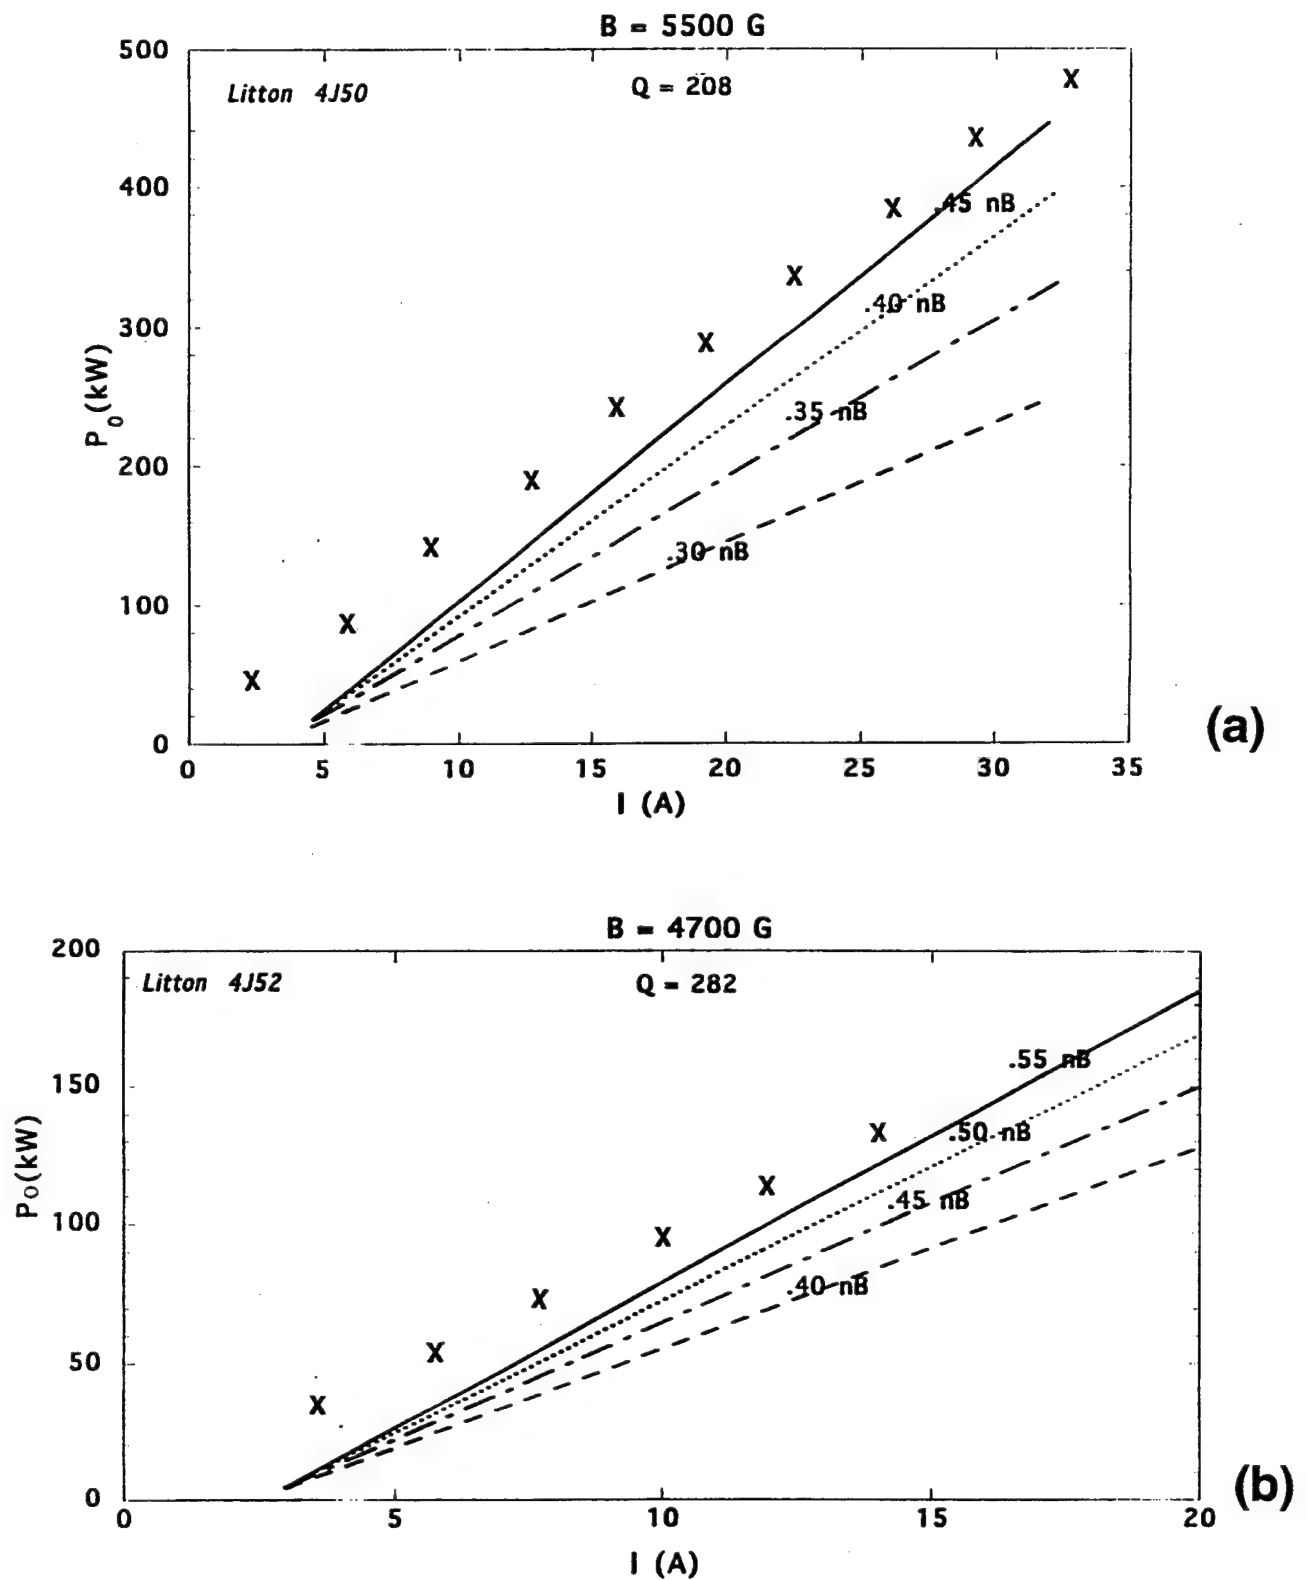 B = 5500 G
500
Litton 4J50
Q = 208
X
X
400
.45 nB
X
X
.40 nB
300
X
P0(kW)
X
.35 nB
200
X
X
.30 nB
100
X
X
0
(a)
0 5 10 15 20 25 30 35
I (A)
B = 4700 G
200
Litton 4J52
Q = 282
.55 nB
150
X
.50 nB
Po(kW)
X
.45 nB
100
X
X
.40 nB
50
X
X
0
(b)
0 5 10 15 20
I (A)